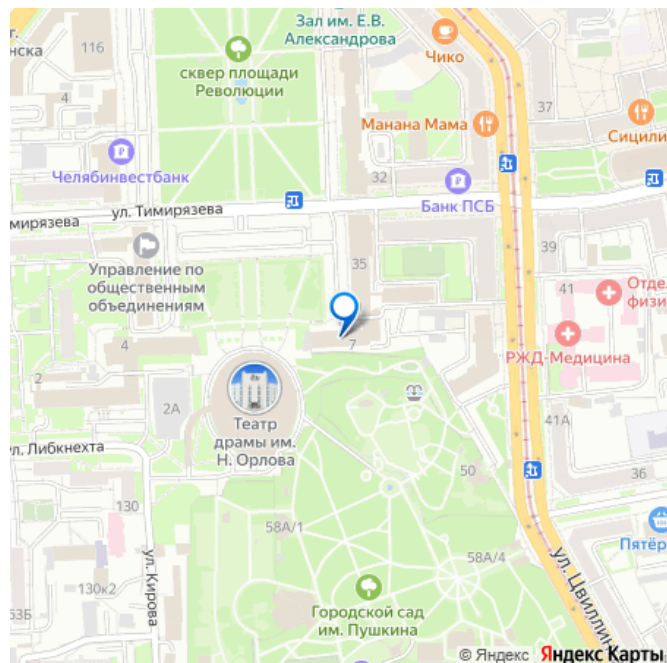 г.
нска
116
Зал им. Е.В.
Александрова
Чико
сквер площади
Революции
4
37
Манана Мама
Сицили
Челябинвестбанк
32
Банк ПСБ
ул. Тимирязева
мирязева
39
Управление по
общественным
объединениям
35
41
Отде
физи
РЖД-Медицина
4
7
2
2А
Театр
драмы им.
Н. Орлова
41А
ул. Либкнехта
50
36
130
58А/1
Пятёр
58А/4
ул. Кирова
130к2
53Б
Городской сад
им. Пушкина
ул. Цвиллин
© Яндекс Яндекс Карты